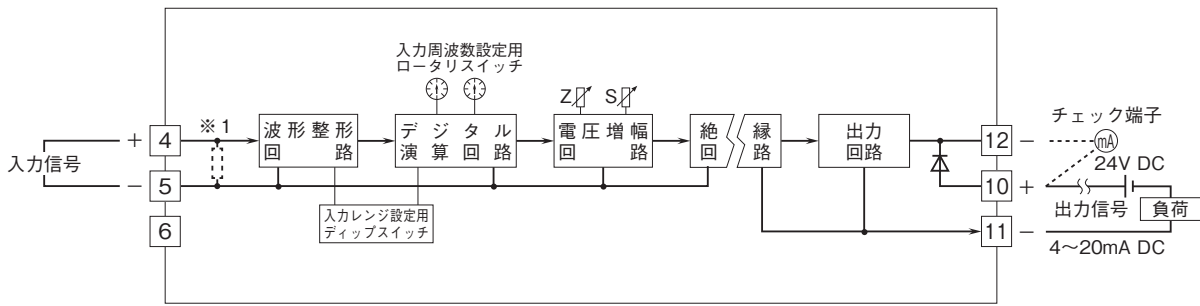 入力周波数設定用
ロータリスイッチ
Z
S
※1
波形整形
回路
デジタル
演算回路
電圧増幅
回路
絶縁
回路
出力
回路
入力レンジ設定用
ディップスイッチ
入力信号
+ 4
− 5
6
12 −
10 +
11 −
チェック端子
mA
24V DC
出力信号
負荷
4〜20mA DC